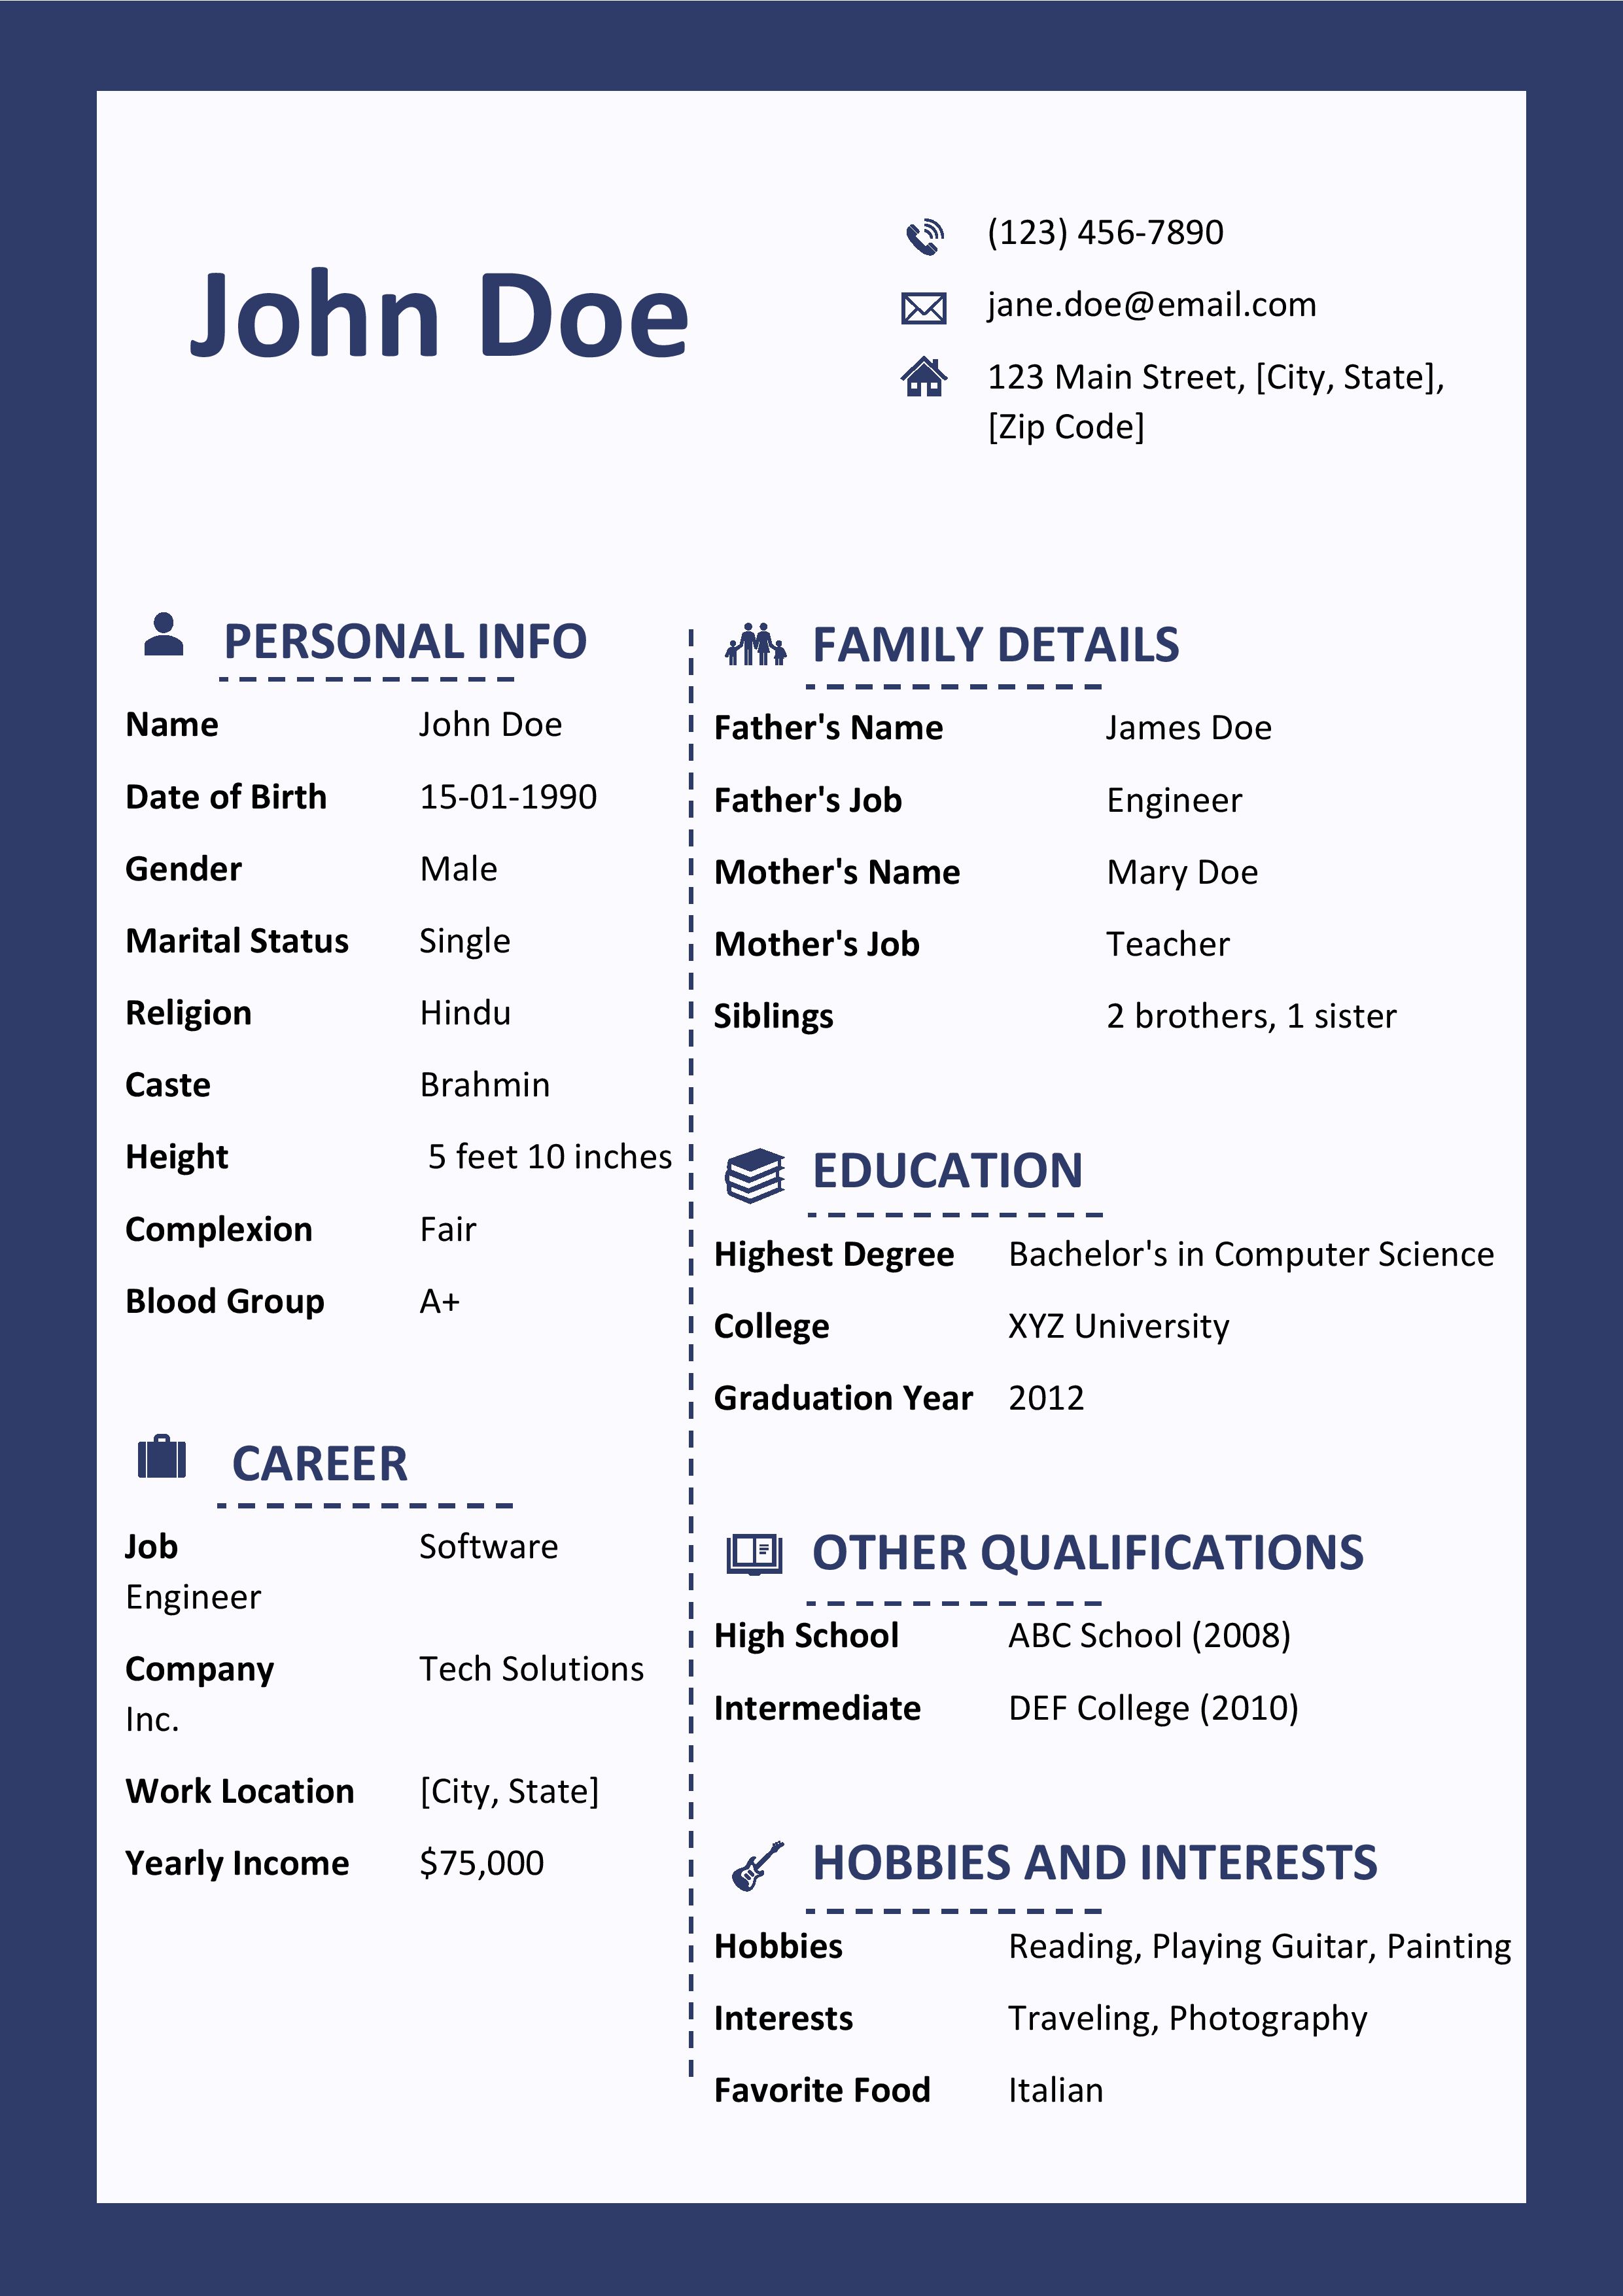 John Doe
(123) 456-7890
jane.doe@email.com
123 Main Street, [City, State],
[Zip Code]
PERSONAL INFO
Name John Doe
Date of Birth 15-01-1990
Gender Male
Marital Status Single
Religion Hindu
Caste Brahmin
Height 5 feet 10 inches
Complexion Fair
Blood Group A+
CAREER
Job Software
Engineer
Company Tech Solutions
Inc.
Work Location [City, State]
Yearly Income $75,000
FAMILY DETAILS
Father's Name James Doe
Father's Job Engineer
Mother's Name Mary Doe
Mother's Job Teacher
Siblings 2 brothers, 1 sister
EDUCATION
Highest Degree Bachelor's in Computer Science
College XYZ University
Graduation Year 2012
OTHER QUALIFICATIONS
High School ABC School (2008)
Intermediate DEF College (2010)
HOBBIES AND INTERESTS
Hobbies Reading, Playing Guitar, Painting
Interests Traveling, Photography
Favorite Food Italian